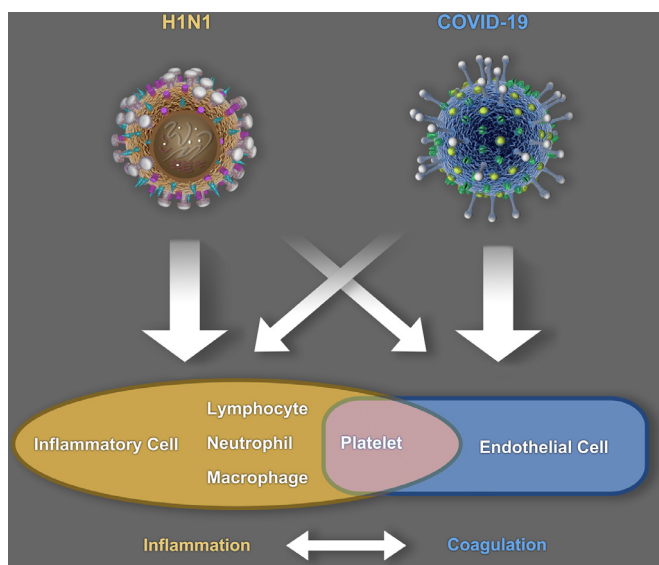 H1N1
COVID-19
Lymphocyte
Inflammatory Cell
Neutrophil
Platelet
Endothelial Cell
Macrophage
Inflammation
Coagulation